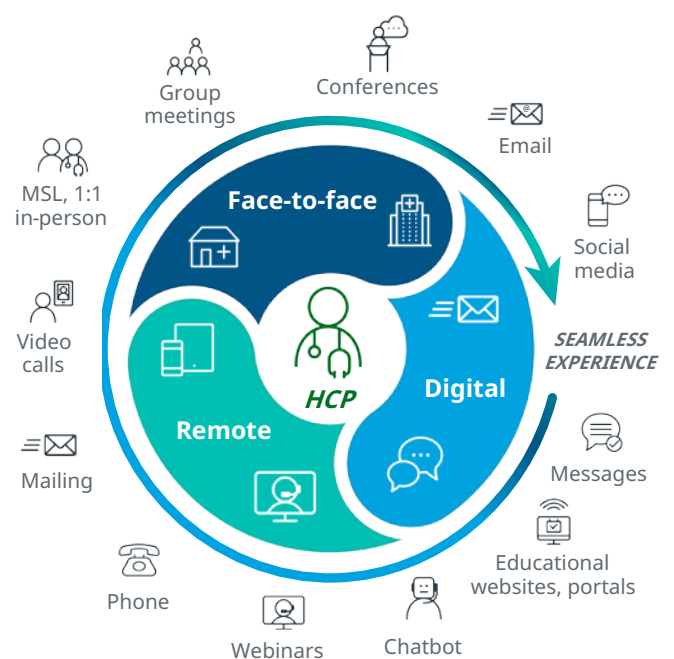 Conferences
Group
meetings
Email
MSL, 1:1
in-person
Face-to-face
Social
media
Video
calls
SEAMLESS
EXPERIENCE
HCP
Digital
Remote
Mailing
Messages
Educational
websites, portals
Phone
Webinars
Chatbot